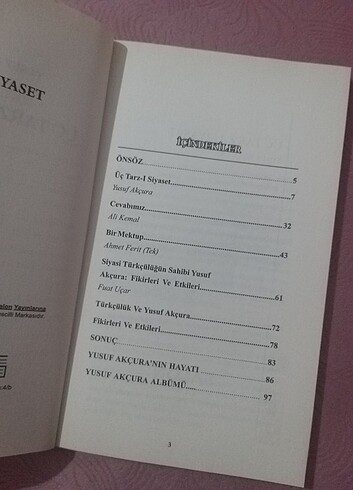 YASET
İÇİNDEKİLER
ÖNSÖZ 5
Üç Tarz-I Siyaset 7
Yusuf Akçura
Cevabımız 32
Ali Kemal
Bir Mektup 43
Ahmet Ferit (Tek)
Siyasi Türkçülüğün Sahibi Yusuf
Akçura: Fikirleri Ve Etkileri 61
Fuat Uçar
Türkçülük Ve Yusuf Akçura 72
Fikirleri Ve Etkileri 78
SONUÇ 83
YUSUF AKÇURA'NIN HAYATI 86
YUSUF AKÇURA ALBÜMÜ 97
3